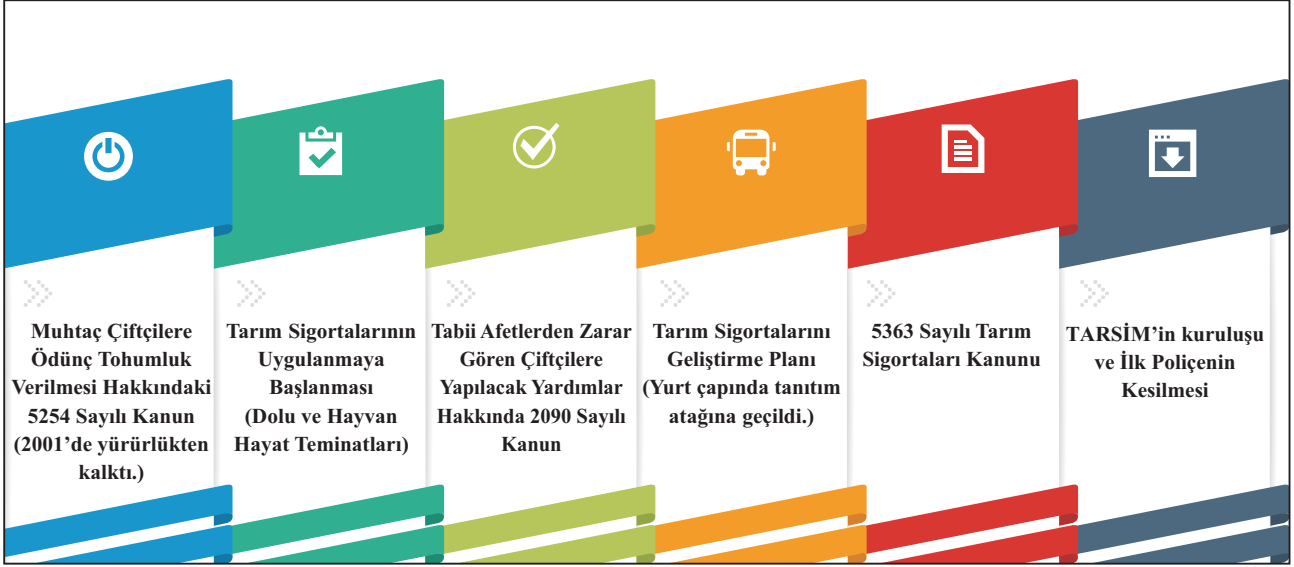 Muhtaç Çiftçilere
Ödünç Tohumluk
Verilmesi Hakkındaki
5254 Sayılı Kanun
(2001’de yürürlükten
kalktı.)
Tarım Sigortalarının
Uygulanmaya
Başlanması
(Dolu ve Hayvan
Hayat Teminatları)
Tabii Afetlerden Zarar
Gören Çiftçilere
Yapılacak Yardımlar
Hakkında 2090 Sayılı
Kanun
Tarım Sigortalarını
Geliştirme Planı
(Yurt çapında tanıtım
atağına geçildi.)
5363 Sayılı Tarım
Sigortaları Kanunu
TARSİM’in kuruluşu
ve İlk Poliçenin
Kesilmesi